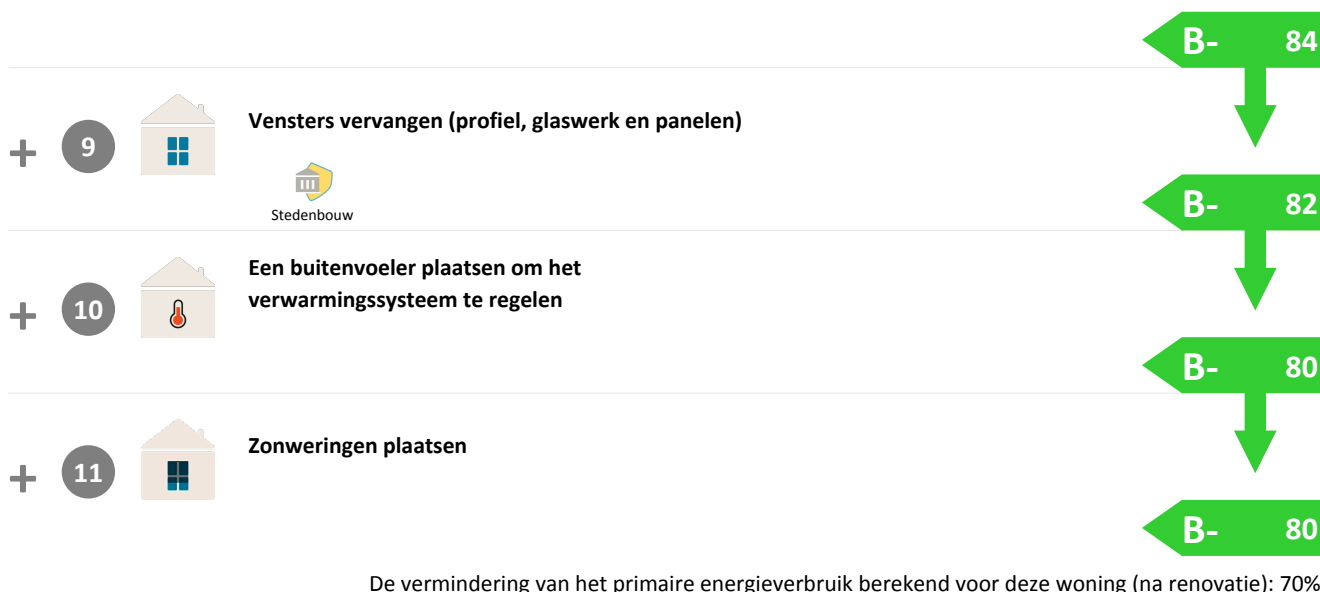 B- 84
+ 9 Vensters vervangen (profiel, glaswerk en panelen)
Stedenbouw
B- 82
+ 10 Een buitenvoeler plaatsen om het
verwarmingssysteem te regelen
B- 80
+ 11 Zonweringen plaatsen
B- 80
De vermindering van het primaire energieverbruik berekend voor deze woning (na renovatie): 70%